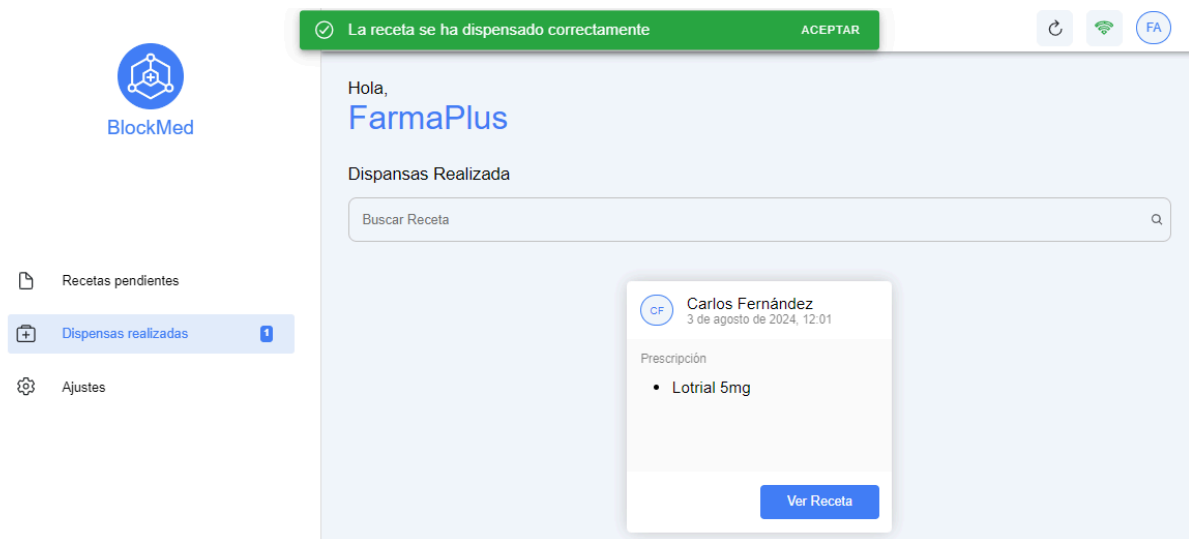 La receta se ha dispensado correctamente ACEPTAR
FA
BlockMed
Hola,
FarmaPlus
Dispansas Realizada
Buscar Receta
Recetas pendientes
Dispensas realizadas 1
Ajustes
CF
Carlos Fernández
3 de agosto de 2024, 12:01
Prescripción
• Lotrial 5mg
Ver Receta